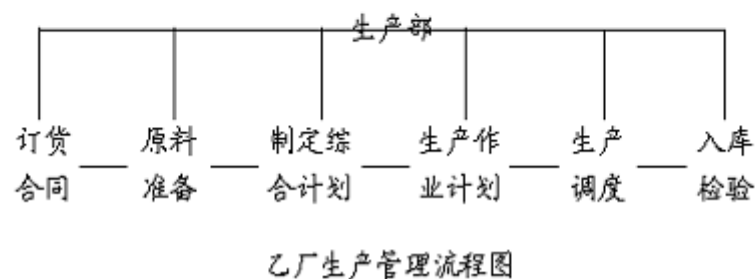 生产部
订货 原料 制定综 生产作 生产 入库
合同 准备 合计划 业计划 调度 检验
乙厂生产管理流程图